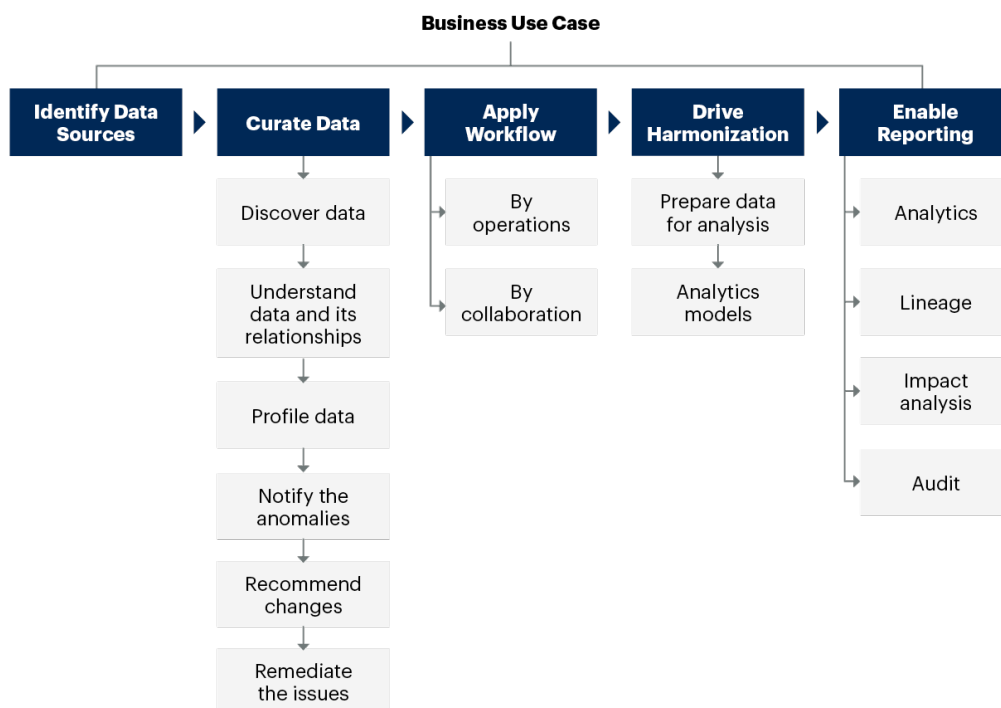 Business Use Case
Identify Data
Sources
Curate Data
Apply
Workflow
Drive
Harmonization
Enable
Reporting
Discover data
Understand
data and its
relationships
Profile data
Notify the
anomalies
Recommend
changes
Remediate
the issues
By
operations
By
collaboration
Prepare data
for analysis
Analytics
models
Analytics
Lineage
Impact
analysis
Audit